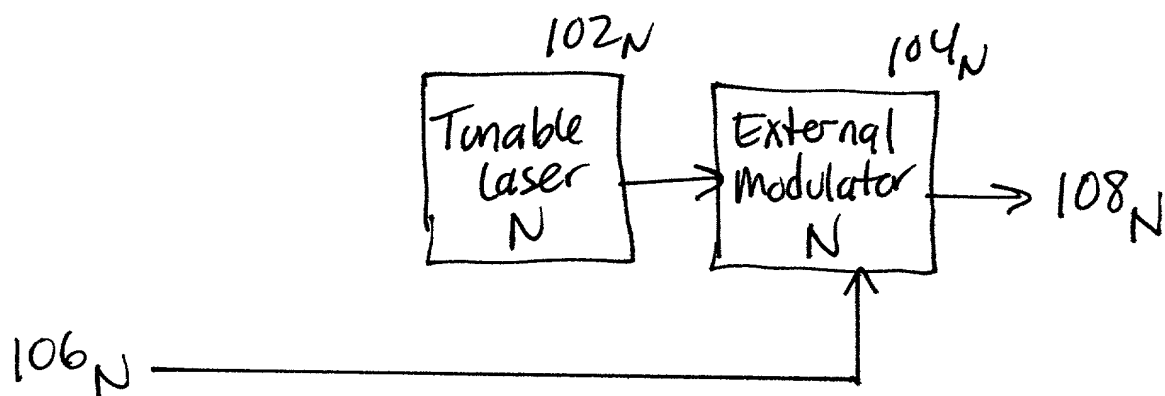 102N
104N
Tunable
Laser
N
External
Modulator
N
108N
106N